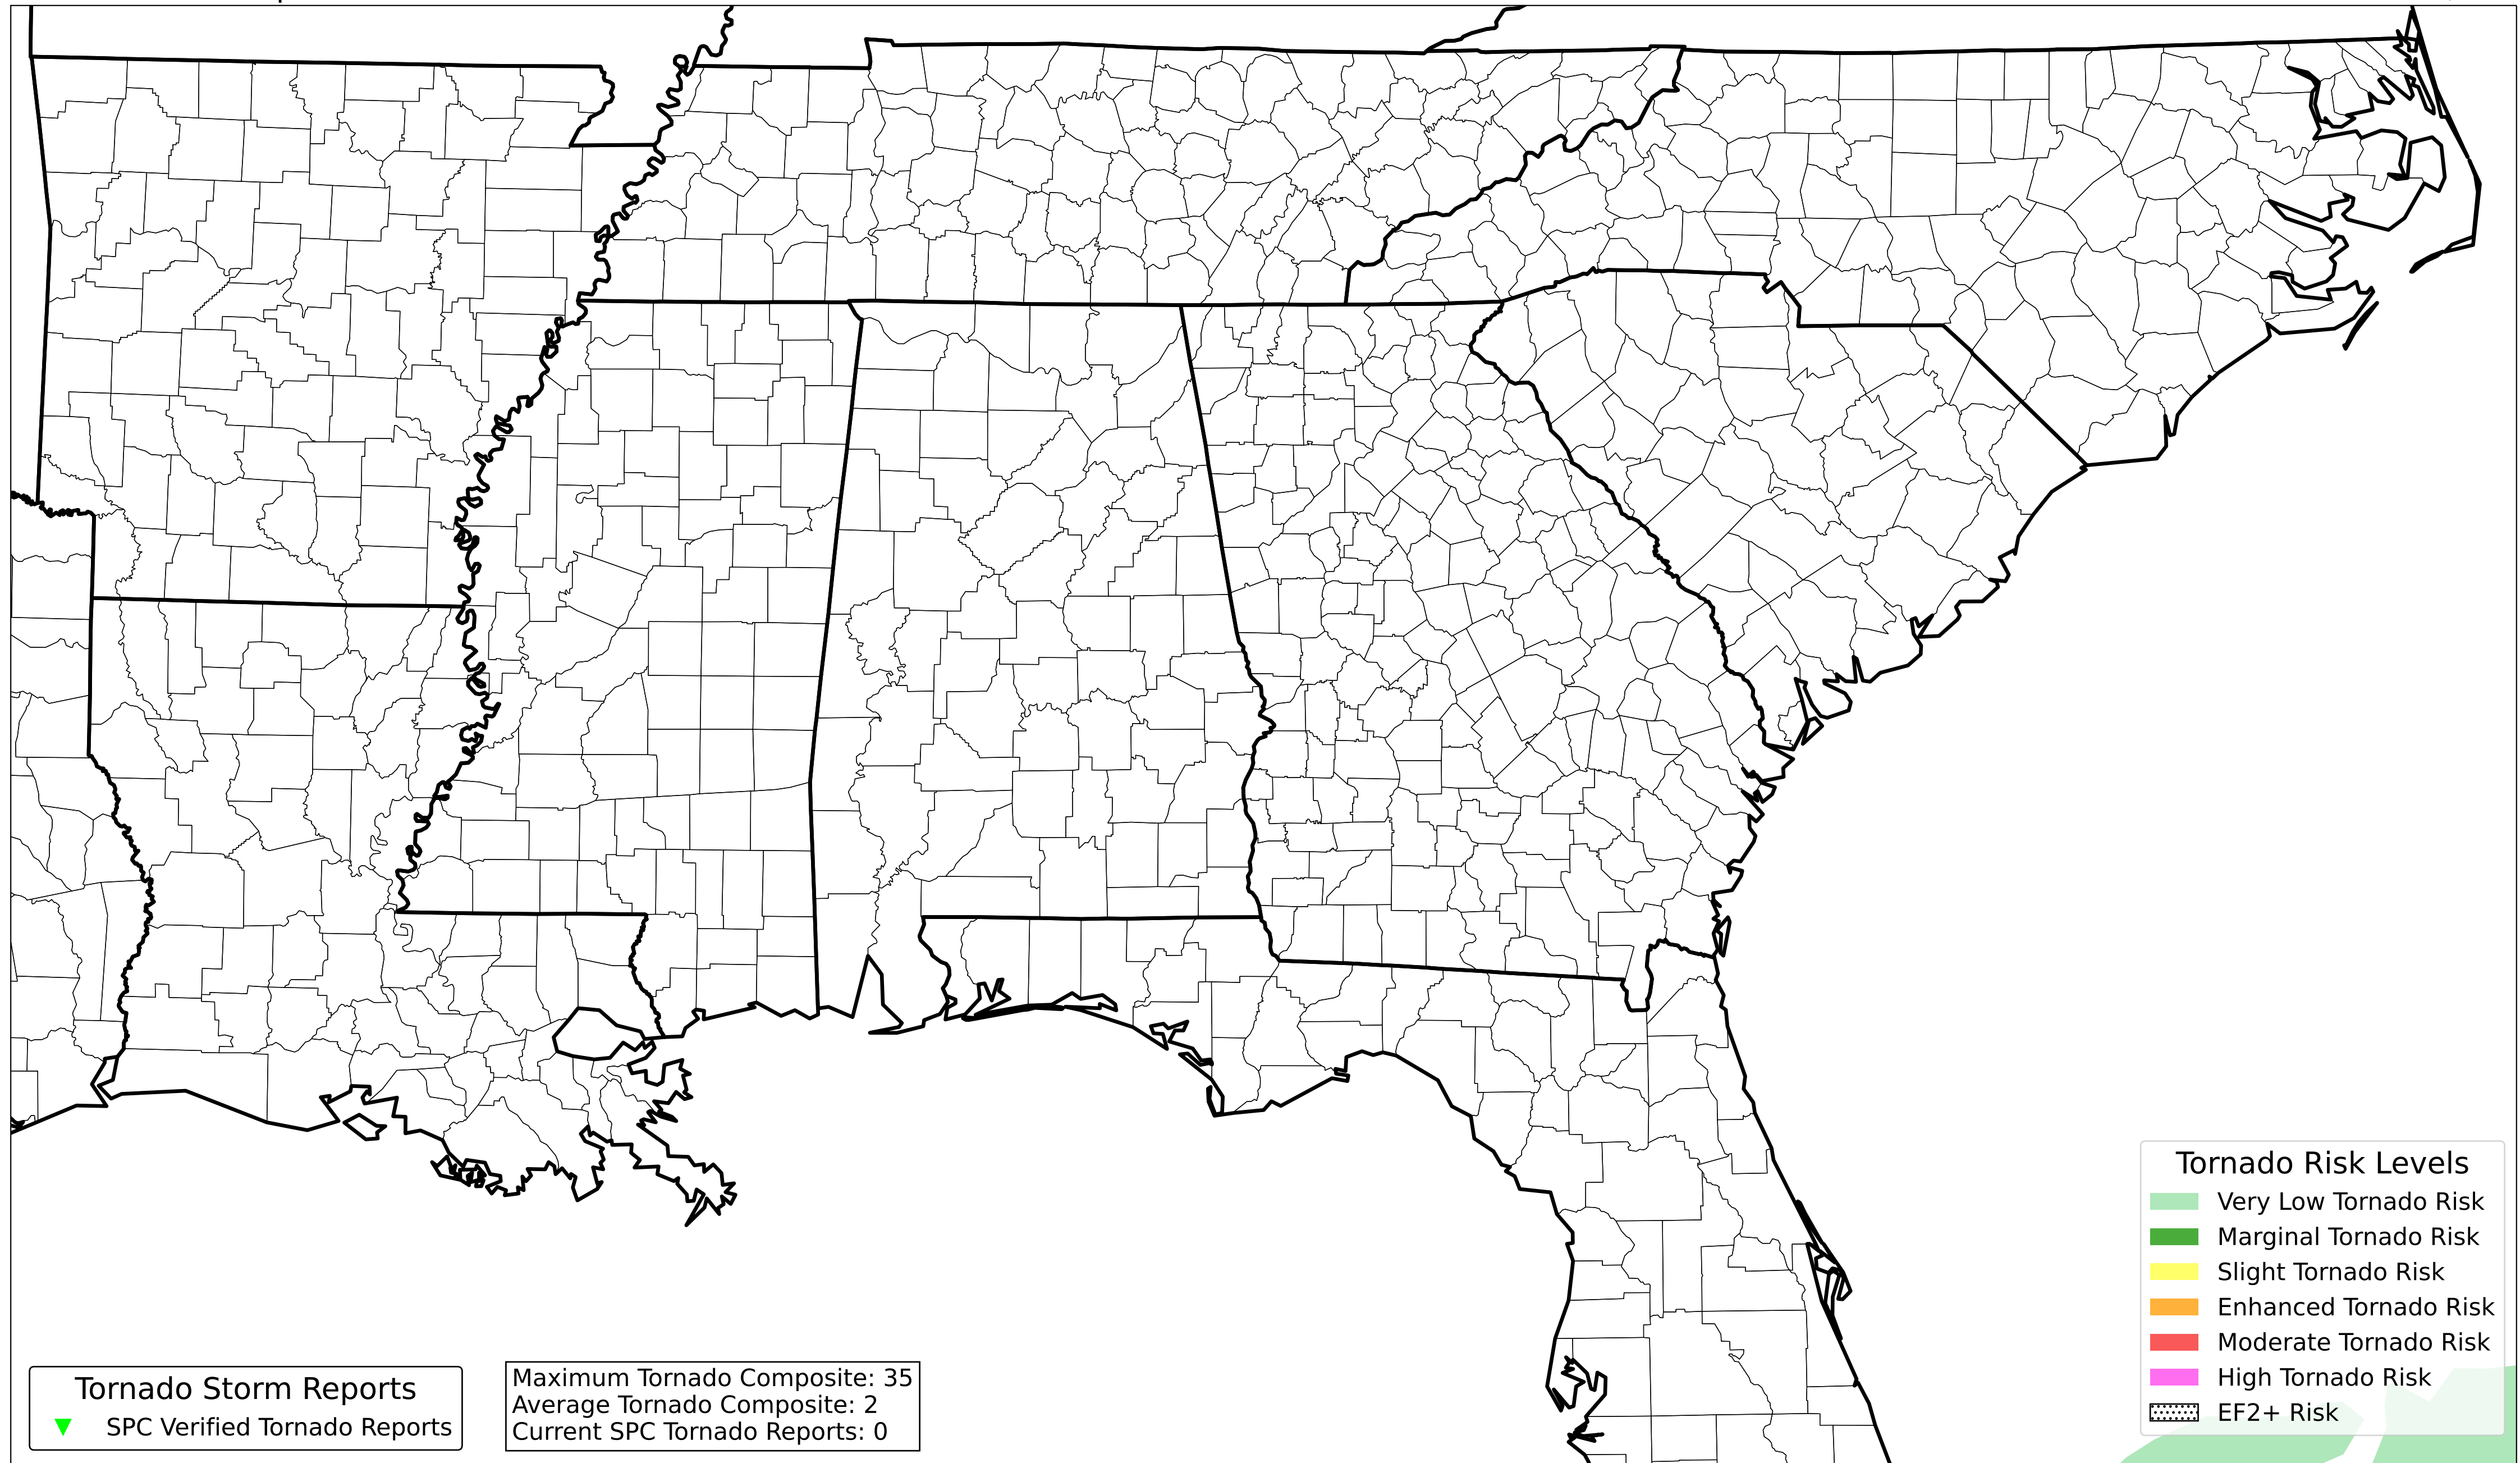 Tornado Risk Levels
Very Low Tornado Risk
Marginal Tornado Risk
Slight Tornado Risk
Enhanced Tornado Risk
Moderate Tornado Risk
High Tornado Risk
EF2+ Risk
Tornado Storm Reports
SPC Verified Tornado Reports
Maximum Tornado Composite: 35
Average Tornado Composite: 2
Current SPC Tornado Reports: 0